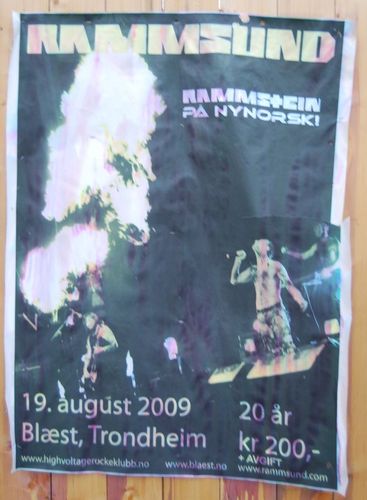 RAMMSUND
RAMMSTEIN
PÅ NYNORSK!
19. august 2009
20 år
Blæst, Trondheim
kr 200,-
+ AVGIFT
www.highvoltagerockeklubb.no
www.blaest.no
www.rammsund.com